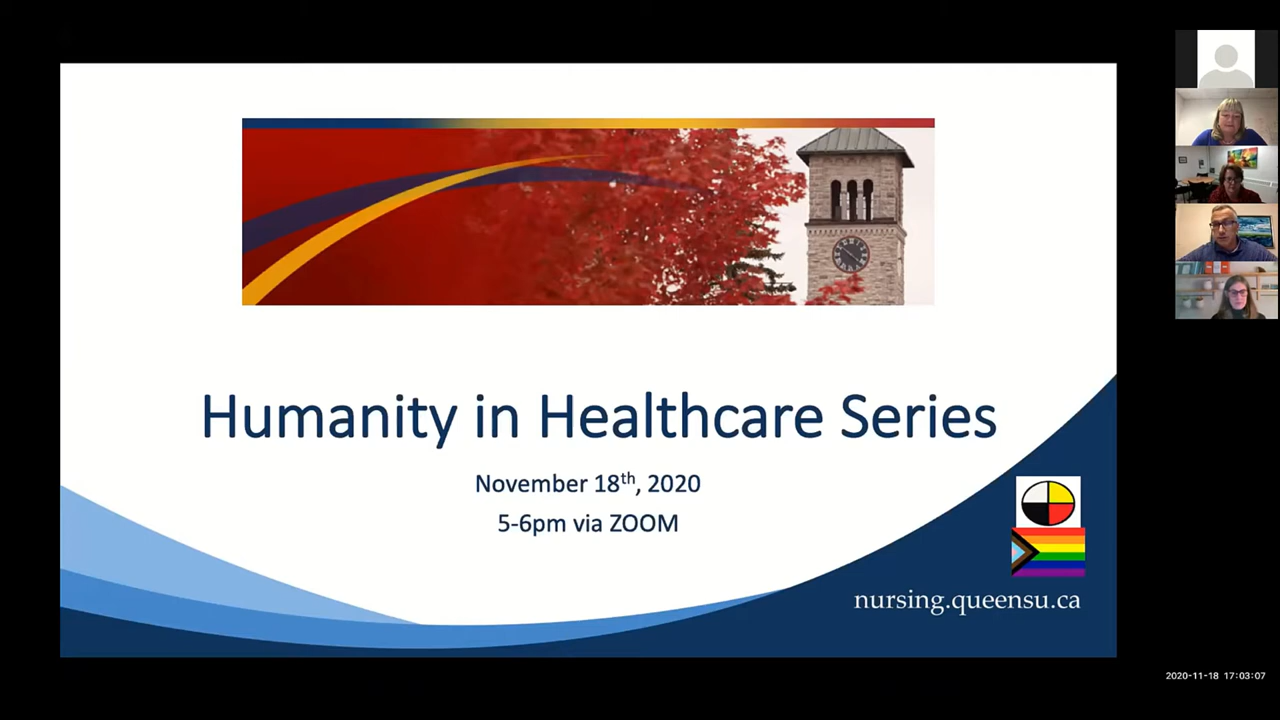 Humanity in Healthcare Series
November 18th, 2020
5-6pm via ZOOM
nursing.queensu.ca
2020-11-18 17:03:07